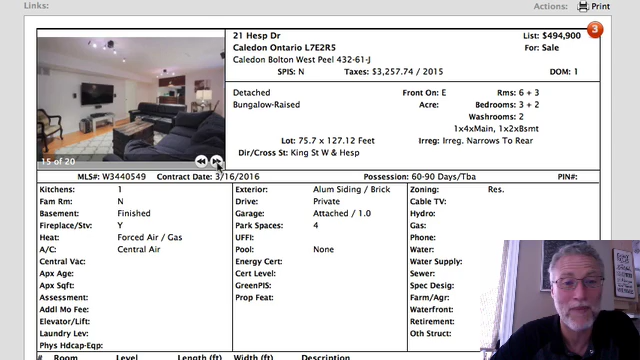 Links:
Actions: Print
3
21 Hesp Dr List: $494,900
Caledon Ontario L7E2R5 For: Sale
Caledon Bolton West Peel 432-61-J
SPIS: N Taxes: $3,257.74 / 2015 DOM: 1
Detached Front On: E Rms: 6 + 3
Bungalow-Raised Acre: Bedrooms: 3 + 2
Washrooms: 2
1x4xMain, 1x2xBsmt
Lot: 75.7 x 127.12 Feet Irreg: Irreg. Narrows To Rear
Dir/Cross St: King St W & Hesp
15 of 20
MLS#: W3440549 Contract Date: 3/16/2016 Possession: 60-90 Days/Tba PIN#:
Kitchens: 1 Exterior: Alum Siding / Brick Zoning: Res.
Fam Rm: N Drive: Private Cable TV:
Basement: Finished Garage: Attached / 1.0 Hydro:
Fireplace/Stv: Y Park Spaces: 4 Gas:
Heat: Forced Air / Gas UFFI: Phone:
A/C: Central Air Pool: None Water:
Central Vac: Energy Cert: Water Supply:
Apx Age: Cert Level: Sewer:
Apx Sqft: GreenPIS: Spec Desig:
Assessment: Prop Feat: Farm/Agr:
Addl Mo Fee: Waterfront:
Elevator/Lift: Retirement:
Laundry Lev: Oth Struct:
Phys Hdcap-Eqp:
# Room Level Length (ft) Width (ft) Description